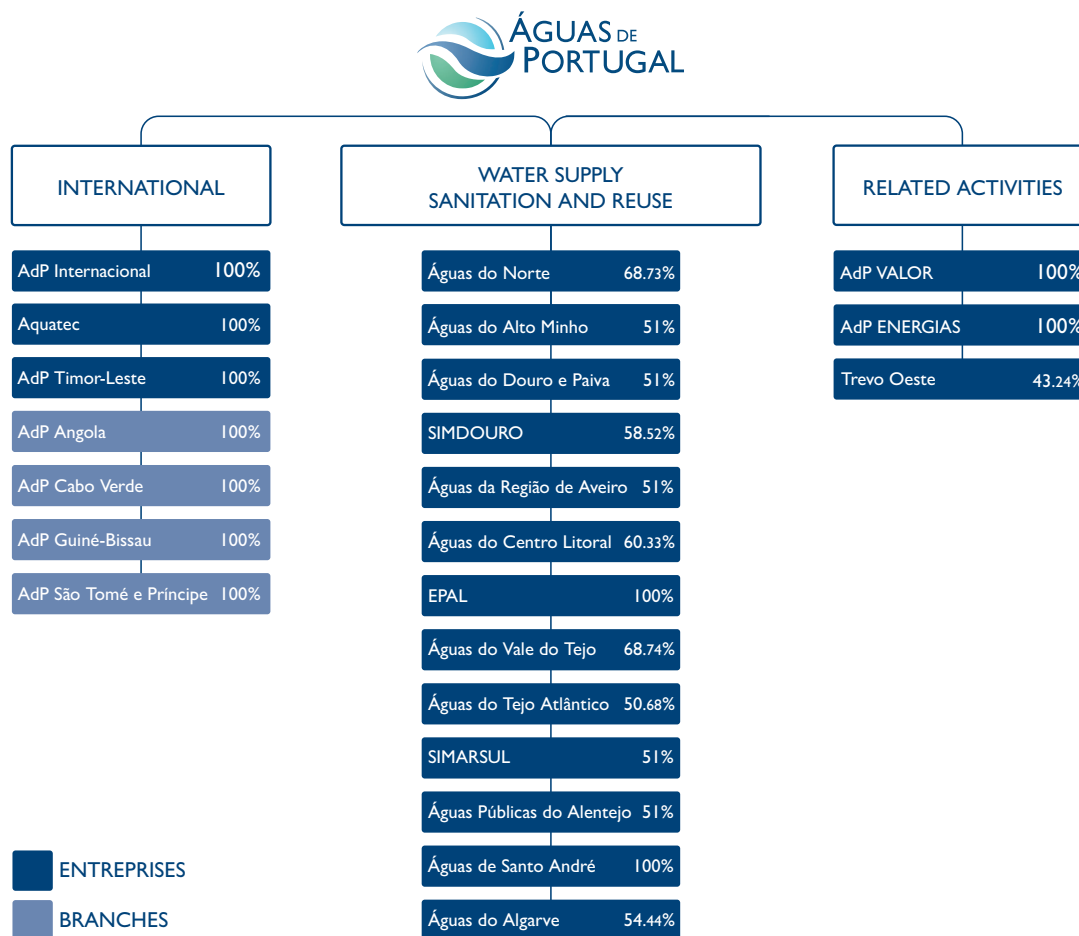 ÁGUAS DE
PORTUGAL
INTERNATIONAL
AdP Internacional 100%
Aquatec 100%
AdP Timor-Leste 100%
AdP Angola 100%
AdP Cabo Verde 100%
AdP Guiné-Bissau 100%
AdP São Tomé e Príncipe 100%
WATER SUPPLY
SANITATION AND REUSE
Águas do Norte 68.73%
Águas do Alto Minho 51%
Águas do Douro e Paiva 51%
SIMDOURO 58.52%
Águas da Região de Aveiro 51%
Águas do Centro Litoral 60.33%
EPAL 100%
Águas do Vale do Tejo 68.74%
Águas do Tejo Atlântico 50.68%
SIMARSUL 51%
Águas Públicas do Alentejo 51%
Águas de Santo André 100%
Águas do Algarve 54.44%
RELATED ACTIVITIES
AdP VALOR 100%
AdP ENERGIAS 100%
Trevo Oeste 43.24%
ENTREPRISES
BRANCHES